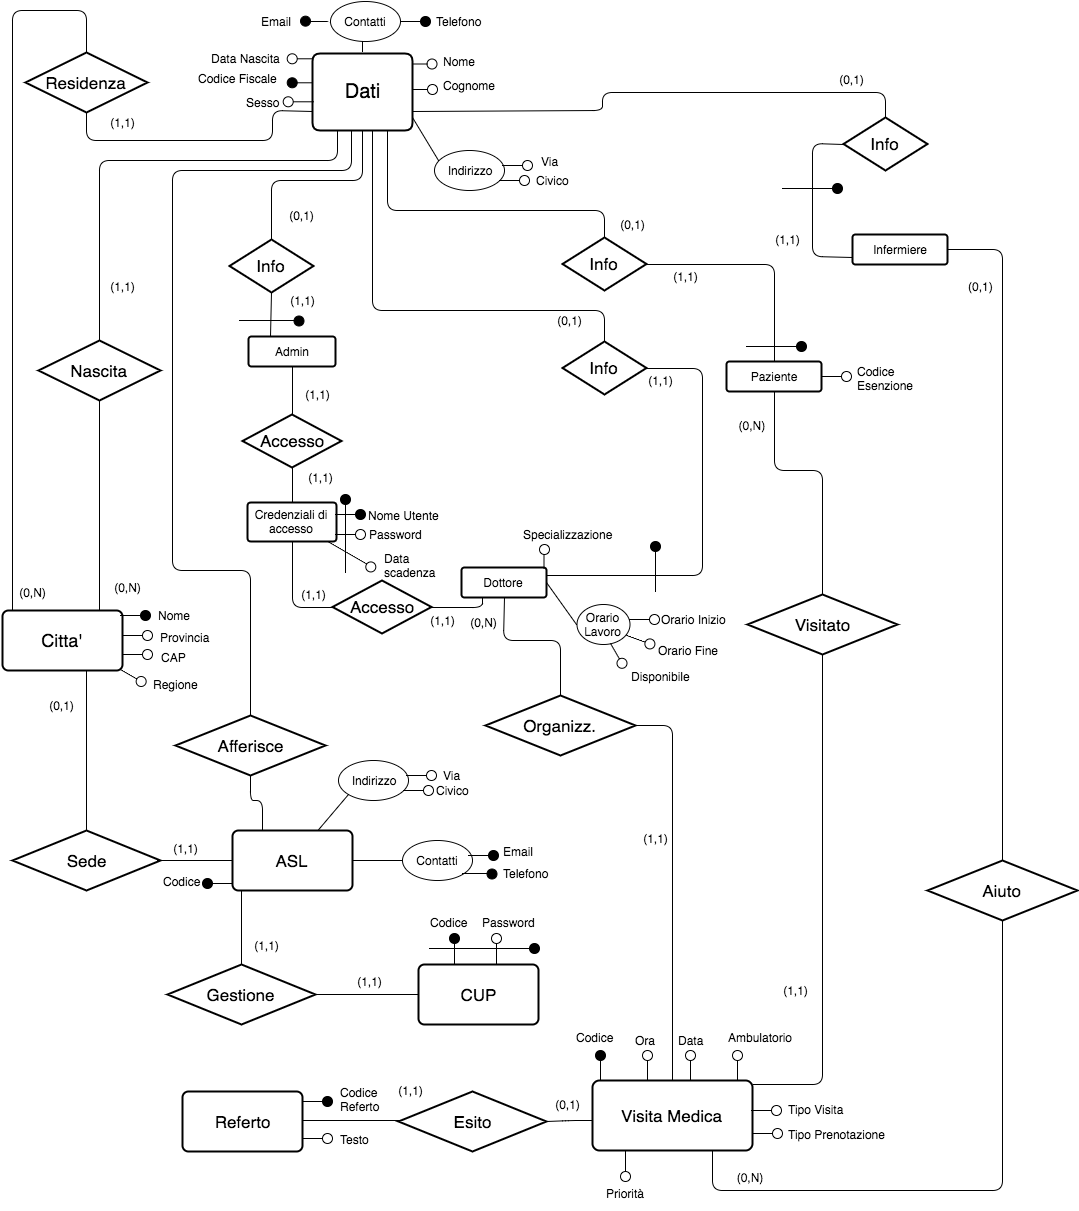 Email
Contatti
Telefono
Data Nascita
Codice Fiscale
Sesso
Dati
Nome
Cognome
Residenza
(1,1)
(0,1)
Info
Indirizzo
Via
Civico
(0,1)
(0,1)
(1,1)
Infermiere
Info
Info
(1,1)
(0,1)
(1,1)
(1,1)
(0,1)
Admin
Info
(1,1)
Nascita
Paziente
Codice
Esenzione
(1,1)
(0,N)
Accesso
(1,1)
Credenziali di
accesso
Nome Utente
Password
Data
scadenza
Specializzazione
Dottore
(1,1)
Accesso
(1,1)
(0,N)
Orario
Lavoro
Orario Inizio
Orario Fine
Disponibile
Visitato
(0,N)
(0,N)
Citta'
Nome
Provincia
CAP
Regione
(0,1)
Organizz.
Afferisce
Indirizzo
Via
Civico
(1,1)
Sede
(1,1)
ASL
Codice
Contatti
Email
Telefono
Aiuto
(1,1)
Codice
Password
Gestione
(1,1)
CUP
(1,1)
Codice
Ora
Data
Ambulatorio
Referto
Codice
Referto
Testo
(1,1)
Esito
(0,1)
Visita Medica
Tipo Visita
Tipo Prenotazione
Priorità
(0,N)